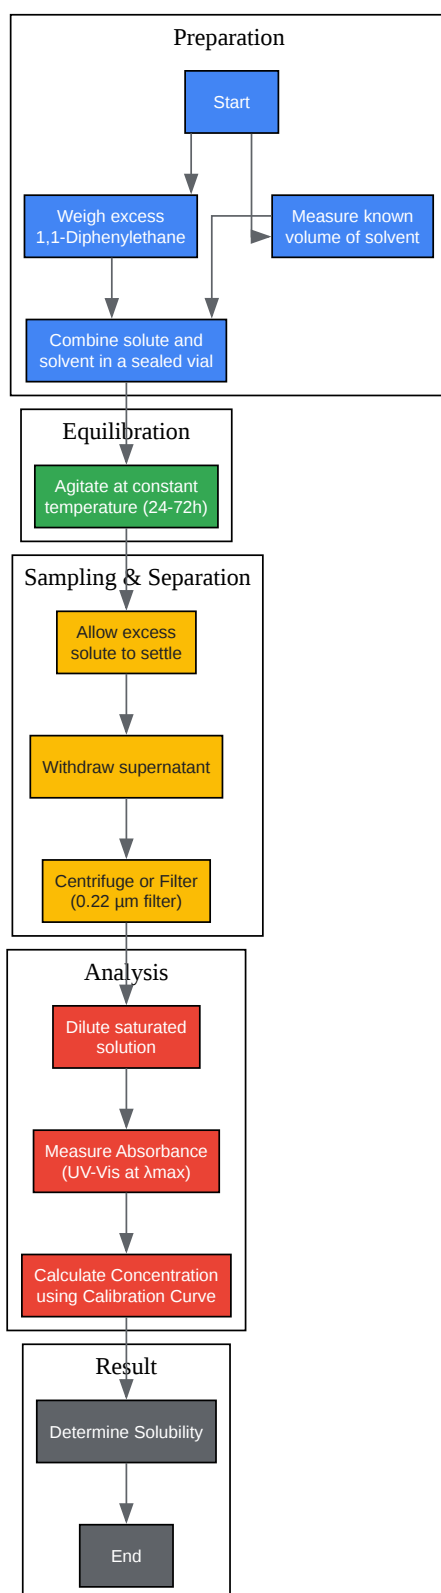 Preparation
Start
Weigh excess
1,1-Diphenylethane
Measure known
volume of solvent
Combine solute and
solvent in a sealed vial
Equilibration
Agitate at constant
temperature (24-72h)
Sampling & Separation
Allow excess
solute to settle
Withdraw supernatant
Centrifuge or Filter
(0.22 µm filter)
Analysis
Dilute saturated
solution
Measure Absorbance
(UV-Vis at λmax)
Calculate Concentration
using Calibration Curve
Result
Determine Solubility
End